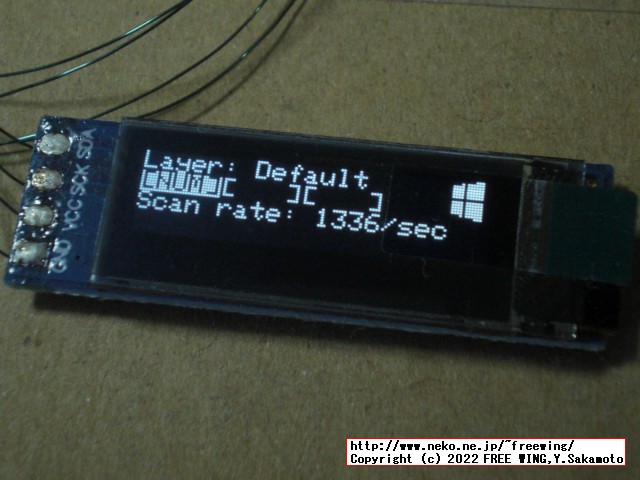 SDA
SCK
VCC
GND
Layer: Default
[NUM][    ][    ]
Scan rate: 1336/sec
http://www.neko.ne.jp/~freewing/
Copyright (c) 2022 FREE WING,Y.Sakamoto